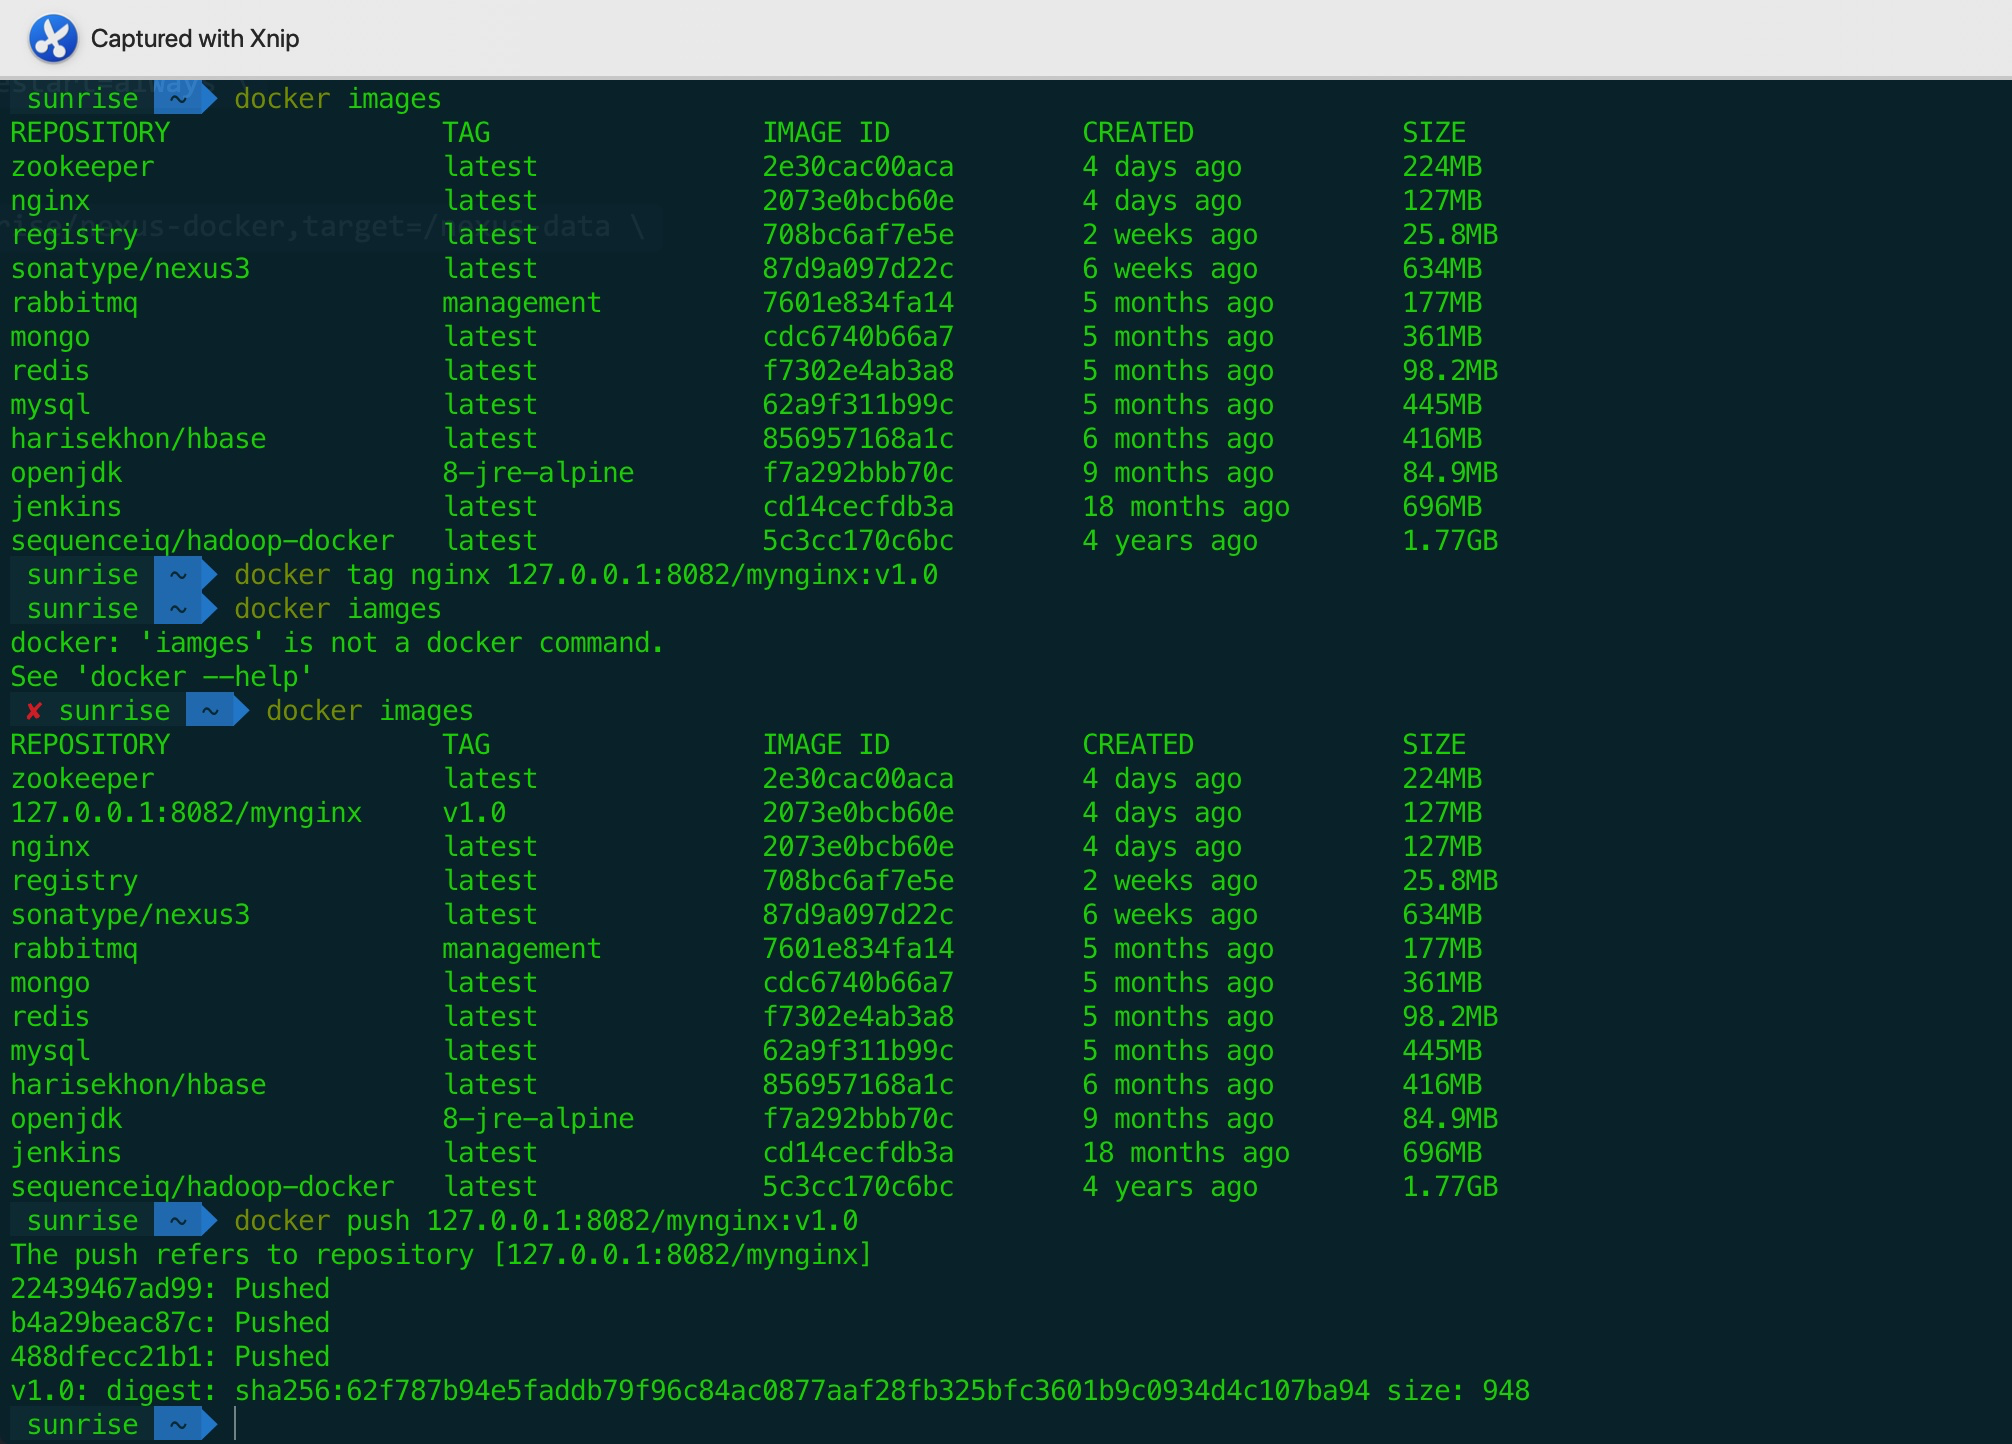 Captured with Xnip
sunrise ~ docker images
REPOSITORY TAG IMAGE ID CREATED SIZE
zookeeper latest 2e30cac00aca 4 days ago 224MB
nginx latest 2073e0bcb60e 4 days ago 127MB
registry latest 708bc6af7e5e 2 weeks ago 25.8MB
sonatype/nexus3 latest 87d9a097d22c 6 weeks ago 634MB
rabbitmq management 7601e834fa14 5 months ago 177MB
mongo latest cdc6740b66a7 5 months ago 361MB
redis latest f7302e4ab3a8 5 months ago 98.2MB
mysql latest 62a9f311b99c 5 months ago 445MB
harisekhon/hbase latest 856957168a1c 6 months ago 416MB
openjdk 8-jre-alpine f7a292bbb70c 9 months ago 84.9MB
jenkins latest cd14cecfdb3a 18 months ago 696MB
sequenceiq/hadoop-docker latest 5c3cc170c6bc 4 years ago 1.77GB
sunrise ~ docker tag nginx 127.0.0.1:8082/mynginx:v1.0
sunrise ~ docker iamges
docker: 'iamges' is not a docker command.
See 'docker --help'
✘ sunrise ~ docker images
REPOSITORY TAG IMAGE ID CREATED SIZE
zookeeper latest 2e30cac00aca 4 days ago 224MB
127.0.0.1:8082/mynginx v1.0 2073e0bcb60e 4 days ago 127MB
nginx latest 2073e0bcb60e 4 days ago 127MB
registry latest 708bc6af7e5e 2 weeks ago 25.8MB
sonatype/nexus3 latest 87d9a097d22c 6 weeks ago 634MB
rabbitmq management 7601e834fa14 5 months ago 177MB
mongo latest cdc6740b66a7 5 months ago 361MB
redis latest f7302e4ab3a8 5 months ago 98.2MB
mysql latest 62a9f311b99c 5 months ago 445MB
harisekhon/hbase latest 856957168a1c 6 months ago 416MB
openjdk 8-jre-alpine f7a292bbb70c 9 months ago 84.9MB
jenkins latest cd14cecfdb3a 18 months ago 696MB
sequenceiq/hadoop-docker latest 5c3cc170c6bc 4 years ago 1.77GB
sunrise ~ docker push 127.0.0.1:8082/mynginx:v1.0
The push refers to repository [127.0.0.1:8082/mynginx]
22439467ad99: Pushed
b4a29beac87c: Pushed
488dfecc21b1: Pushed
v1.0: digest: sha256:62f787b94e5faddb79f96c84ac0877aaf28fb325bfc3601b9c0934d4c107ba94 size: 948
sunrise ~